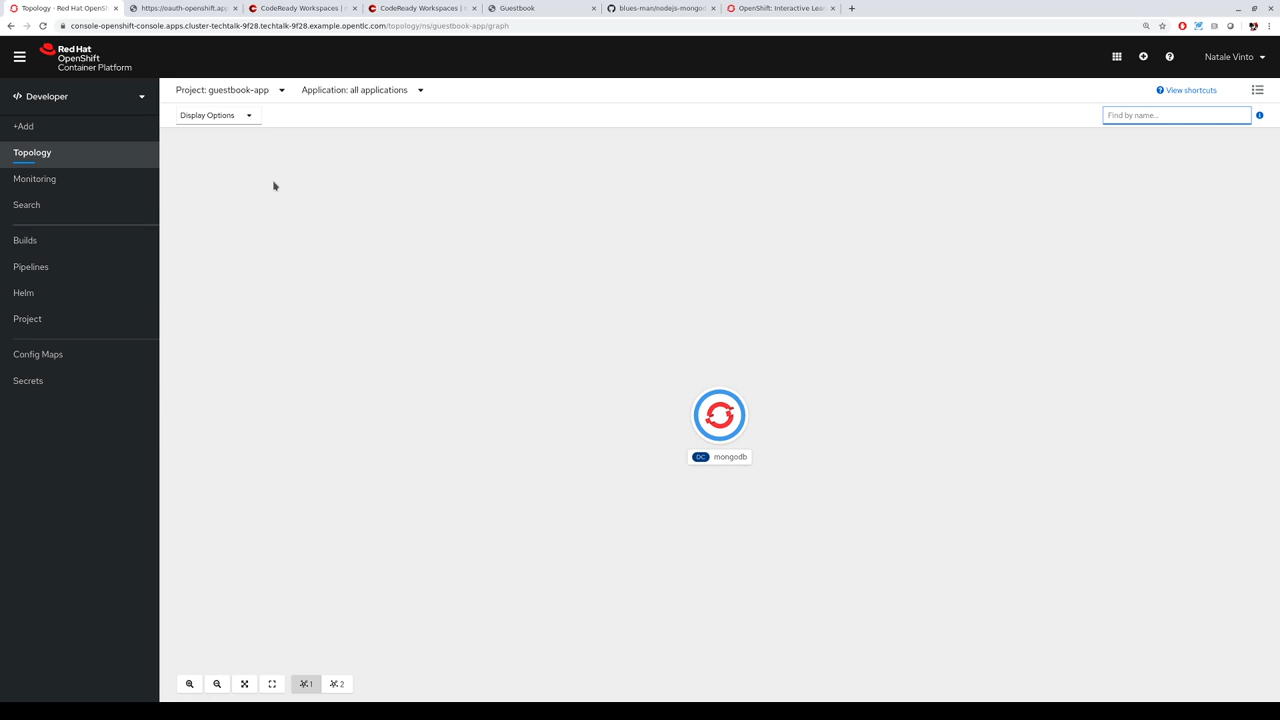 Topology - Red Hat OpenSh
https://oauth-openshift.app
CodeReady Workspaces |
CodeReady Workspaces |
Guestbook
blues-man/nodejs-mongod
OpenShift: Interactive Lear
console-openshift-console.apps.cluster-techtalk-9f28.techtalk-9f28.example.opentlc.com/topology/ns/guestbook-app/graph
Red Hat
OpenShift
Container Platform
Natale Vinto
Developer
Project: guestbook-app
Application: all applications
View shortcuts
Display Options
Find by name...
+Add
Topology
Monitoring
Search
Builds
Pipelines
Helm
Project
Config Maps
Secrets
DC mongodb
1
2